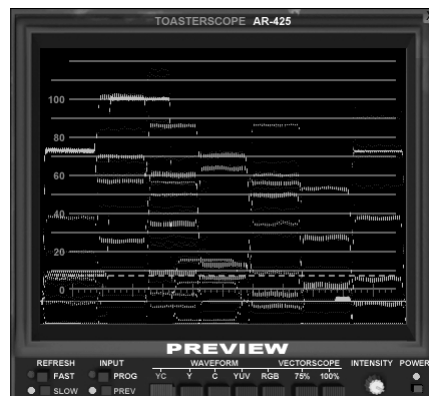 TOASTERSCOPE AR-425
100
80
60
40
20
0
PREVIEW
REFRESH INPUT WAVEFORM VECTORSCOPE INTENSITY POWER
FAST PROG YC Y C YUV RGB 75% 100%
SLOW PREV